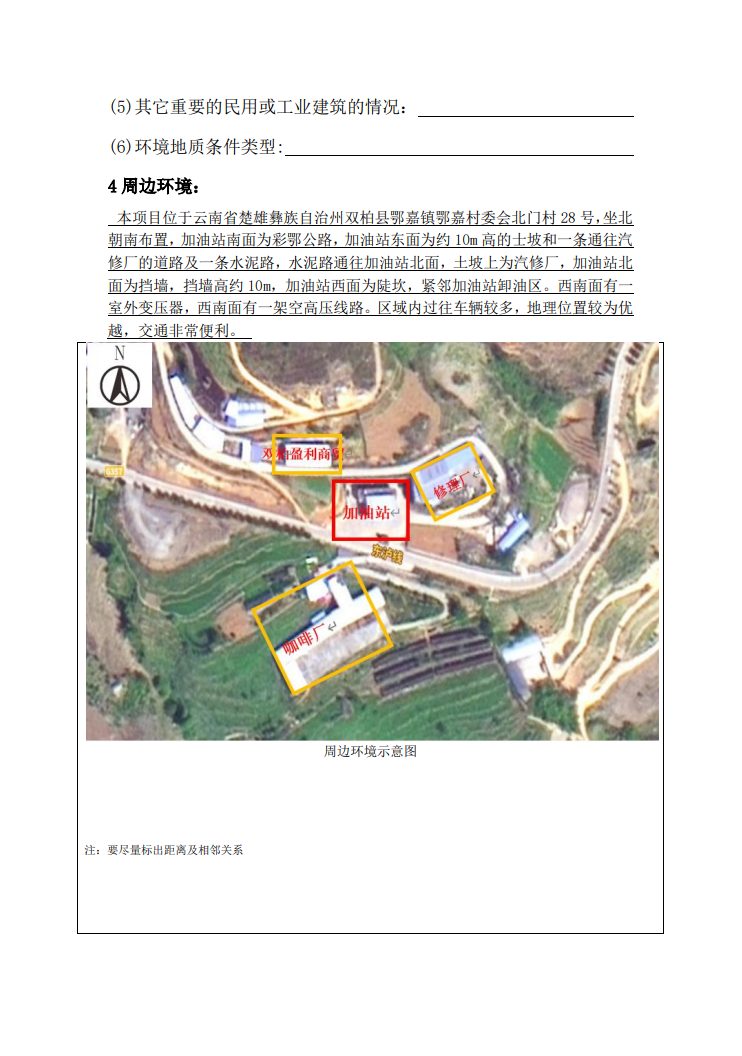 (5)其它重要的民用或工业建筑的情况：
(6)环境地质条件类型:
4 周边环境：
本项目位于云南省楚雄彝族自治州双柏县鄂嘉镇鄂嘉村委会北门村 28 号,坐北
朝南布置，加油站南面为彩鄂公路，加油站东面为约 10m 高的土坡和一条通往汽
修厂的道路及一条水泥路，水泥路通往加油站北面，土坡上为汽修厂，加油站北
面为挡墙，挡墙高约 10m，加油站西面为陡坎，紧邻加油站卸油区。西南面有一
室外变压器，西南面有一架空高压线路。区域内过往车辆较多，地理位置较为优
越，交通非常便利。
N
双柏盈利商贸
修理厂
G357
加油站
东泸线
咖啡厂
周边环境示意图
注：要尽量标出距离及相邻关系